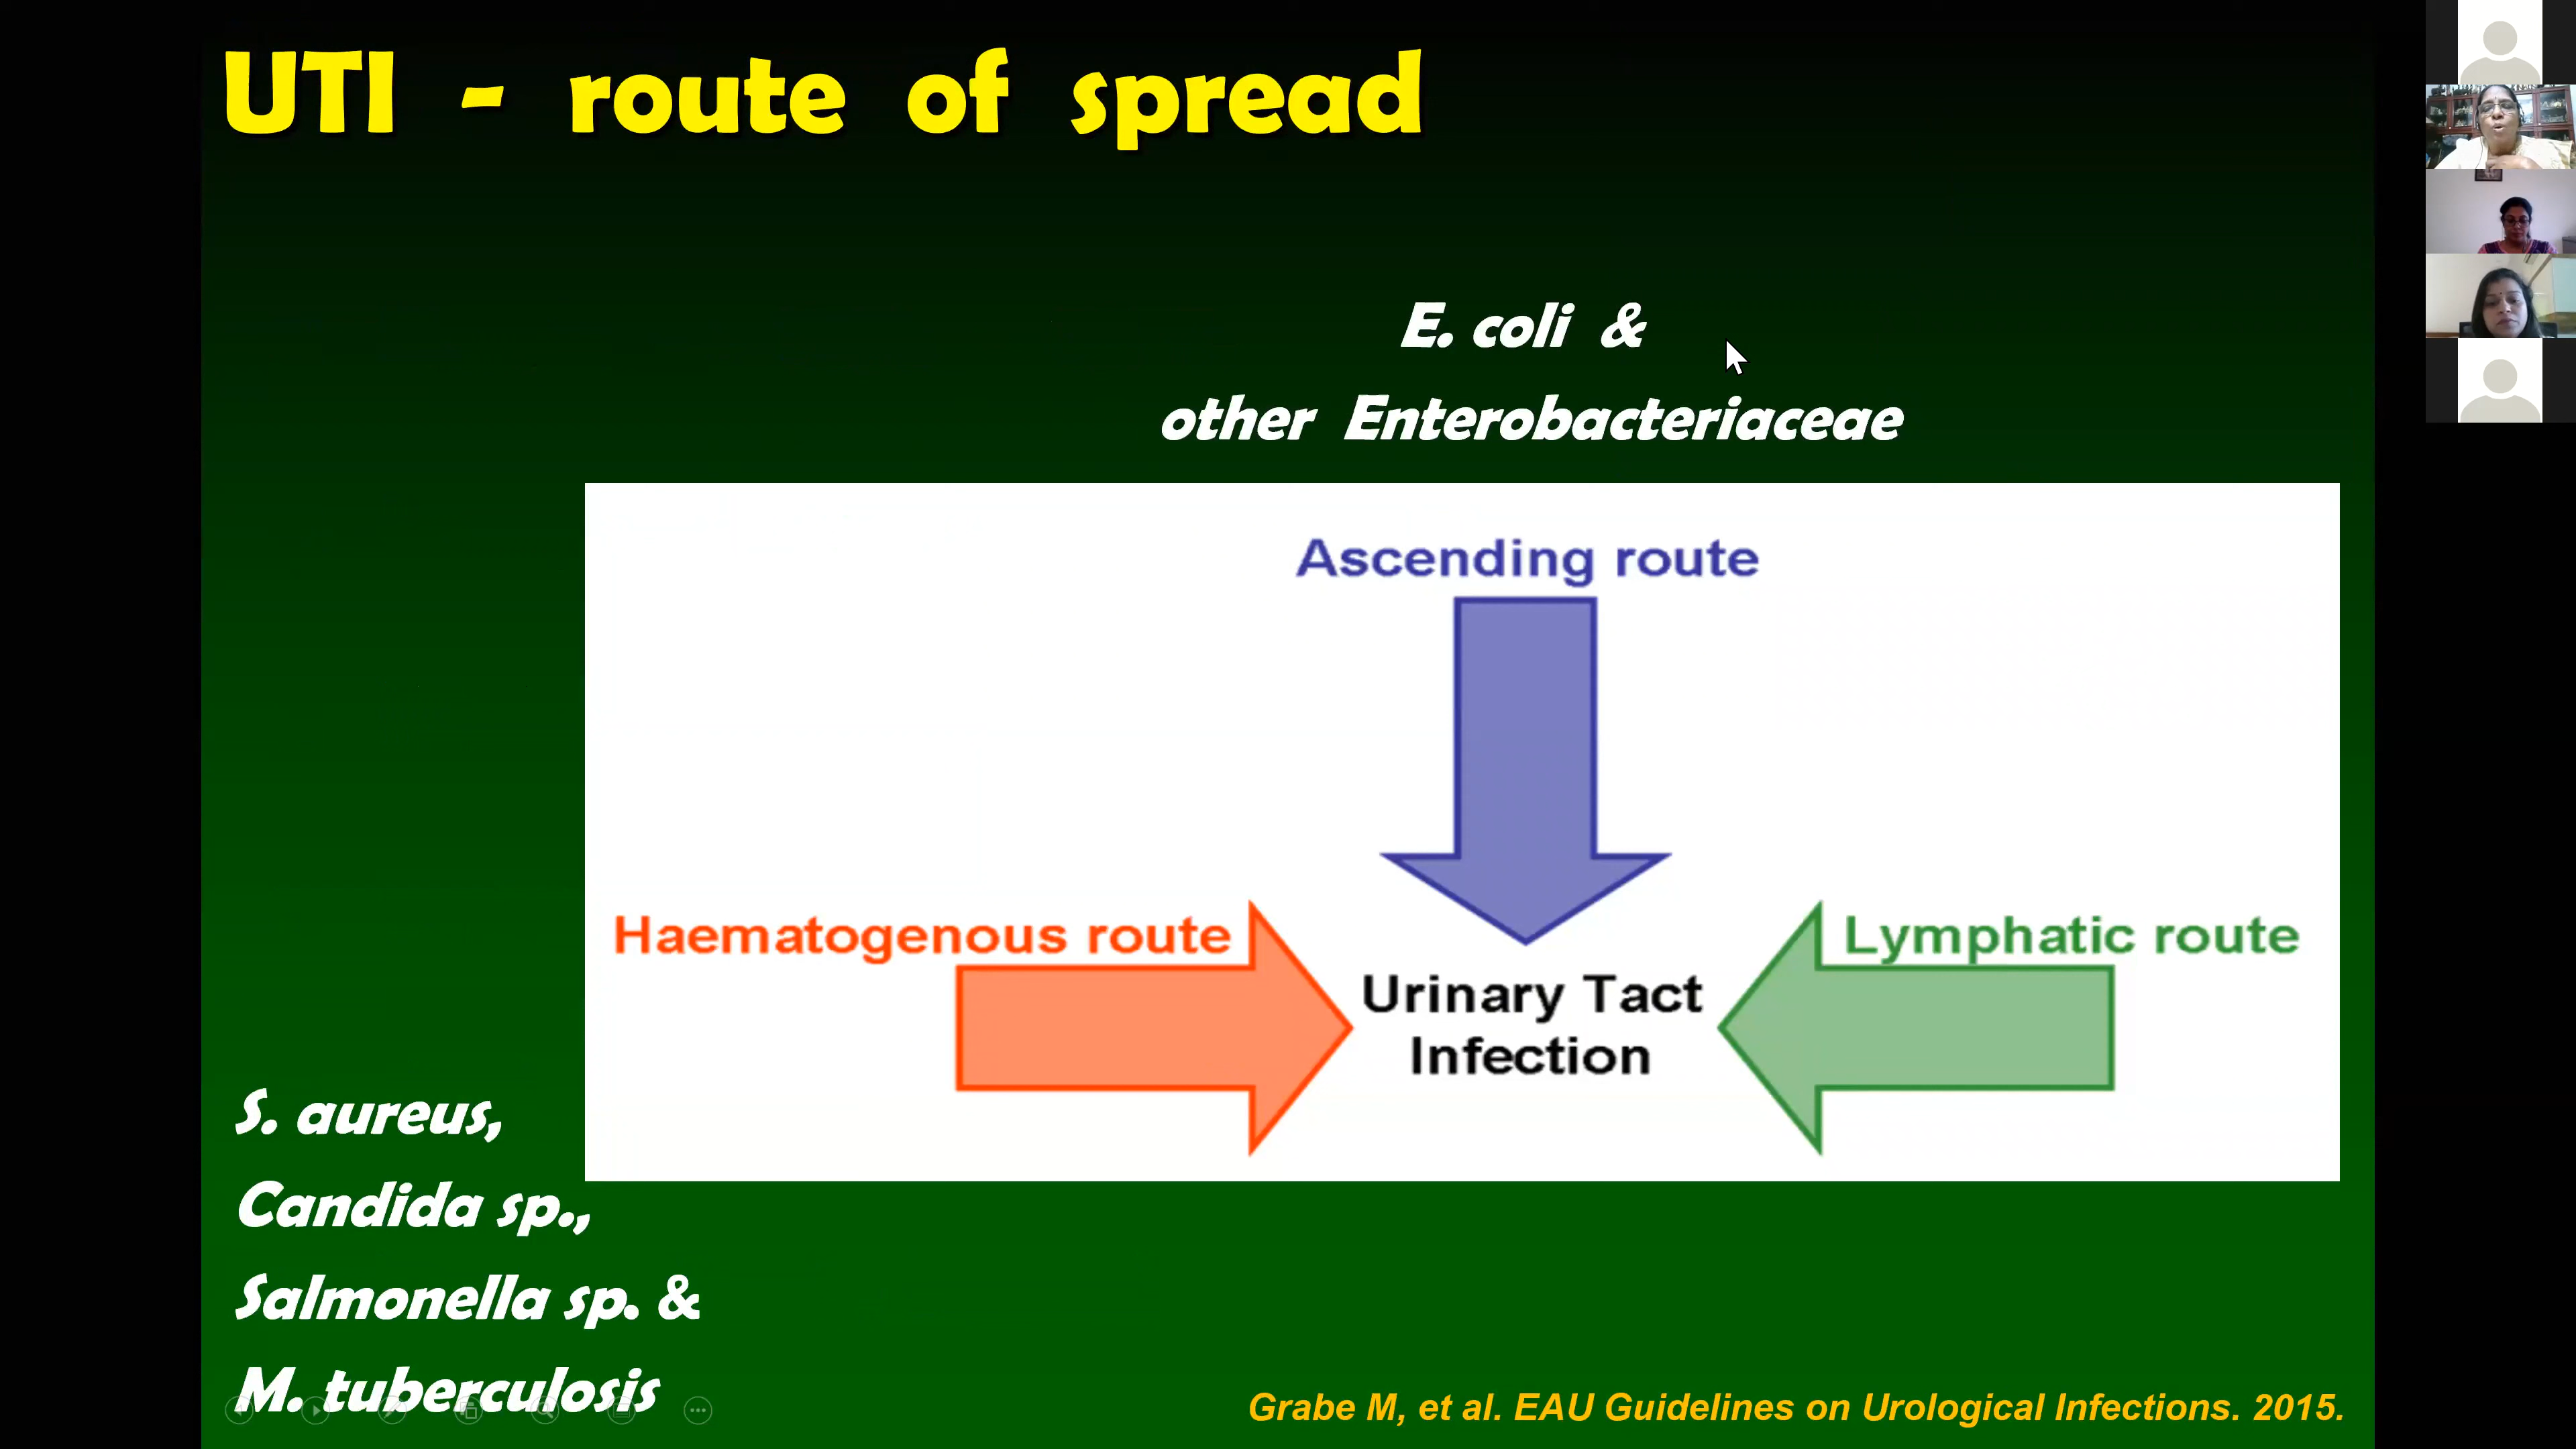 UTI - route of spread
E. coli &
other Enterobacteriaceae
Ascending route
Haematogenous route
Lymphatic route
Urinary Tact
Infection
S. aureus,
Candida sp.,
Salmonella sp. &
M. tuberculosis
Grabe M, et al. EAU Guidelines on Urological Infections. 2015.